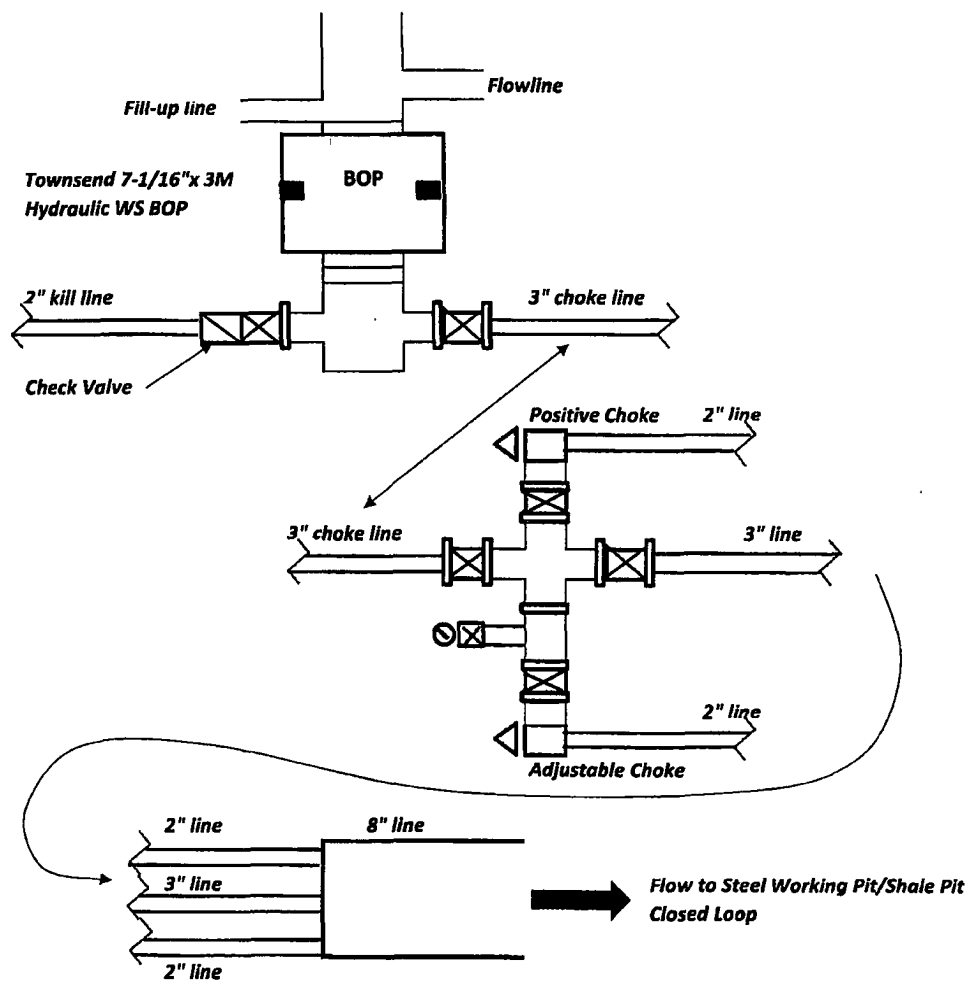 Flowline
Fill-up line
BOP
Townsend 7-1/16"x 3M
Hydraulic WS BOP
2" kill line
3" choke line
Check Valve
Positive Choke
2" line
3" choke line
3" line
2" line
Adjustable Choke
2" line
8" line
3" line
2" line
Flow to Steel Working Pit/Shale Pit
Closed Loop